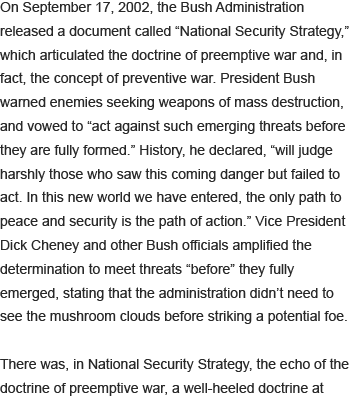 On September 17, 2002, the Bush Administration
released a document called “National Security Strategy,”
which articulated the doctrine of preemptive war and, in
fact, the concept of preventive war. President Bush
warned enemies seeking weapons of mass destruction,
and vowed to “act against such emerging threats before
they are fully formed.” History, he declared, “will judge
harshly those who saw this coming danger but failed to
act. In this new world we have entered, the only path to
peace and security is the path of action.” Vice President
Dick Cheney and other Bush officials amplified the
determination to meet threats “before” they fully
emerged, stating that the administration didn’t need to
see the mushroom clouds before striking a potential foe.
There was, in National Security Strategy, the echo of the
doctrine of preemptive war, a well-heeled doctrine at